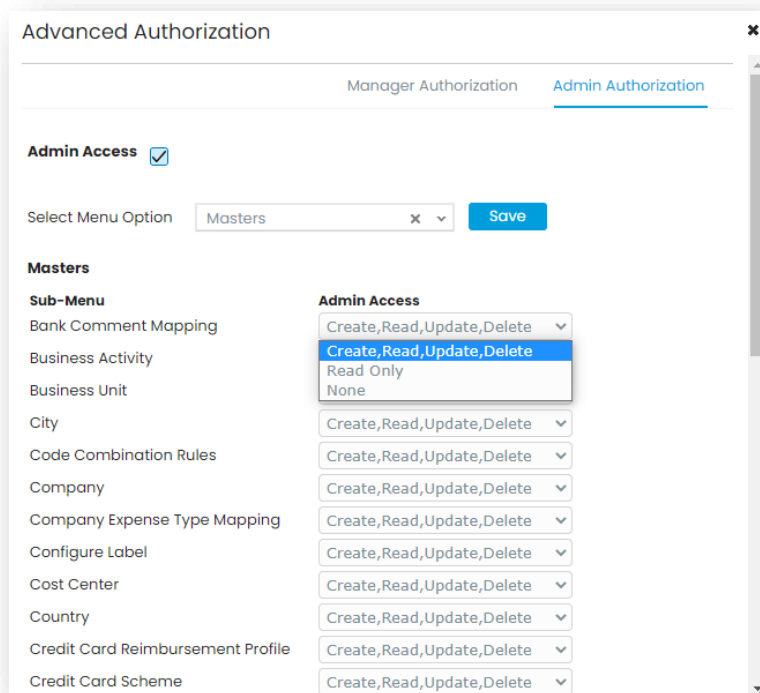 Advanced Authorization
Manager Authorization Admin Authorization
Admin Access
Select Menu Option Masters Save
Masters
Sub-Menu Admin Access
Bank Comment Mapping Create,Read,Update,Delete
Business Activity Create,Read,Update,Delete
Read Only
Business Unit None
City Create,Read,Update,Delete
Code Combination Rules Create,Read,Update,Delete
Company Create,Read,Update,Delete
Company Expense Type Mapping Create,Read,Update,Delete
Configure Label Create,Read,Update,Delete
Cost Center Create,Read,Update,Delete
Country Create,Read,Update,Delete
Credit Card Reimbursement Profile Create,Read,Update,Delete
Credit Card Scheme Create,Read,Update,Delete